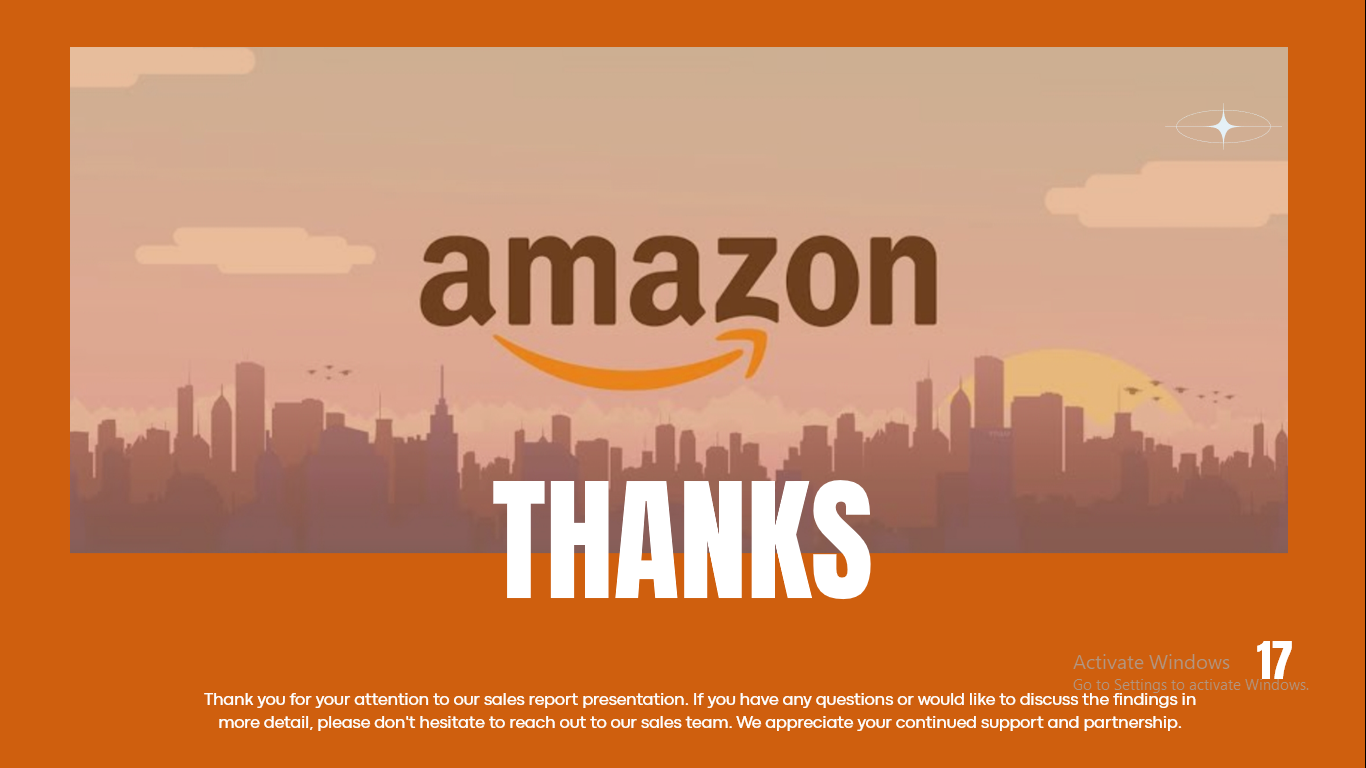 amazon
THANKS
17
Activate Windows
Go to Settings to activate Windows.
Thank you for your attention to our sales report presentation. If you have any questions or would like to discuss the findings in
more detail, please don't hesitate to reach out to our sales team. We appreciate your continued support and partnership.